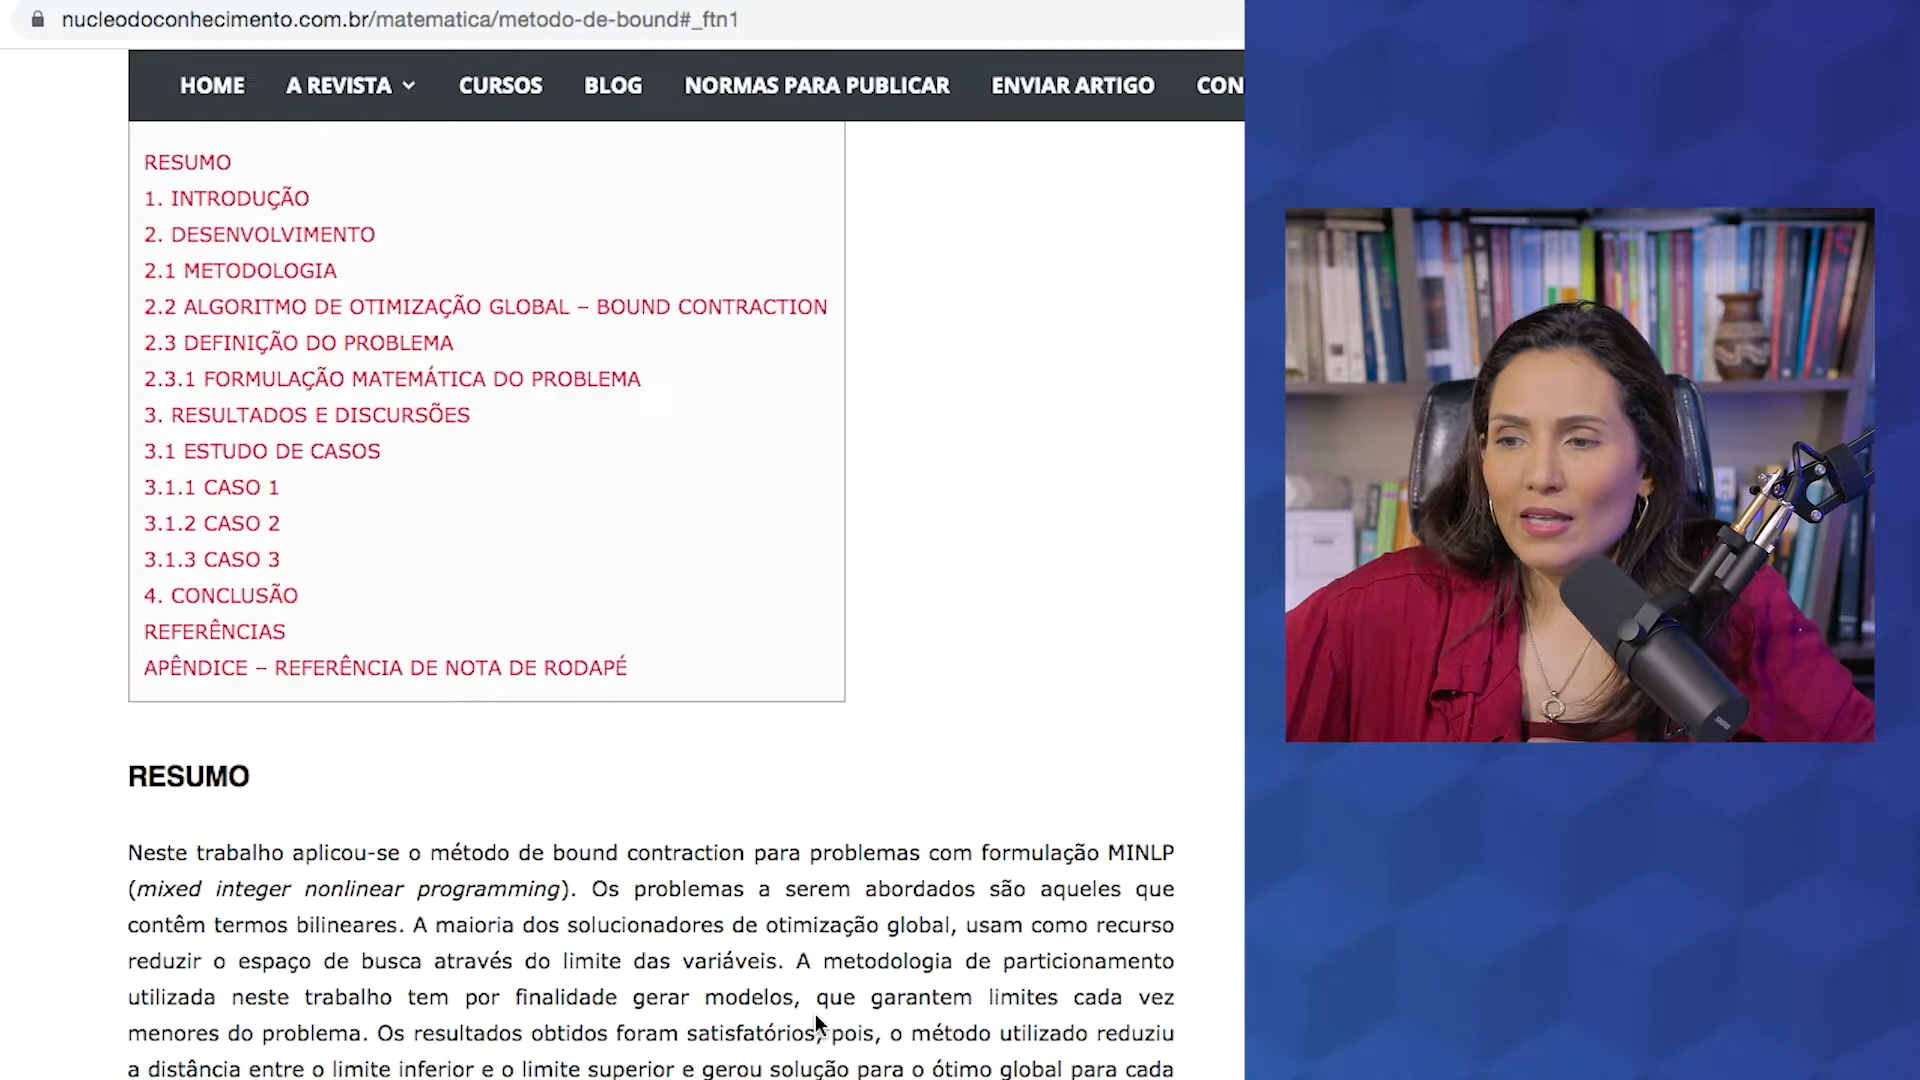 nucleodoconhecimento.com.br/matematica/metodo-de-bound#_ftn1
HOME A REVISTA CURSOS BLOG NORMAS PARA PUBLICAR ENVIAR ARTIGO CON
RESUMO
1. INTRODUÇÃO
2. DESENVOLVIMENTO
2.1 METODOLOGIA
2.2 ALGORITMO DE OTIMIZAÇÃO GLOBAL – BOUND CONTRACTION
2.3 DEFINIÇÃO DO PROBLEMA
2.3.1 FORMULAÇÃO MATEMÁTICA DO PROBLEMA
3. RESULTADOS E DISCURSÕES
3.1 ESTUDO DE CASOS
3.1.1 CASO 1
3.1.2 CASO 2
3.1.3 CASO 3
4. CONCLUSÃO
REFERÊNCIAS
APÊNDICE – REFERÊNCIA DE NOTA DE RODAPÉ
RESUMO
Neste trabalho aplicou-se o método de bound contraction para problemas com formulação MINLP
(mixed integer nonlinear programming). Os problemas a serem abordados são aqueles que
contêm termos bilineares. A maioria dos solucionadores de otimização global, usam como recurso
reduzir o espaço de busca através do limite das variáveis. A metodologia de particionamento
utilizada neste trabalho tem por finalidade gerar modelos, que garantem limites cada vez
menores do problema. Os resultados obtidos foram satisfatórios, pois, o método utilizado reduziu
a distância entre o limite inferior e o limite superior e gerou solução para o ótimo global para cada